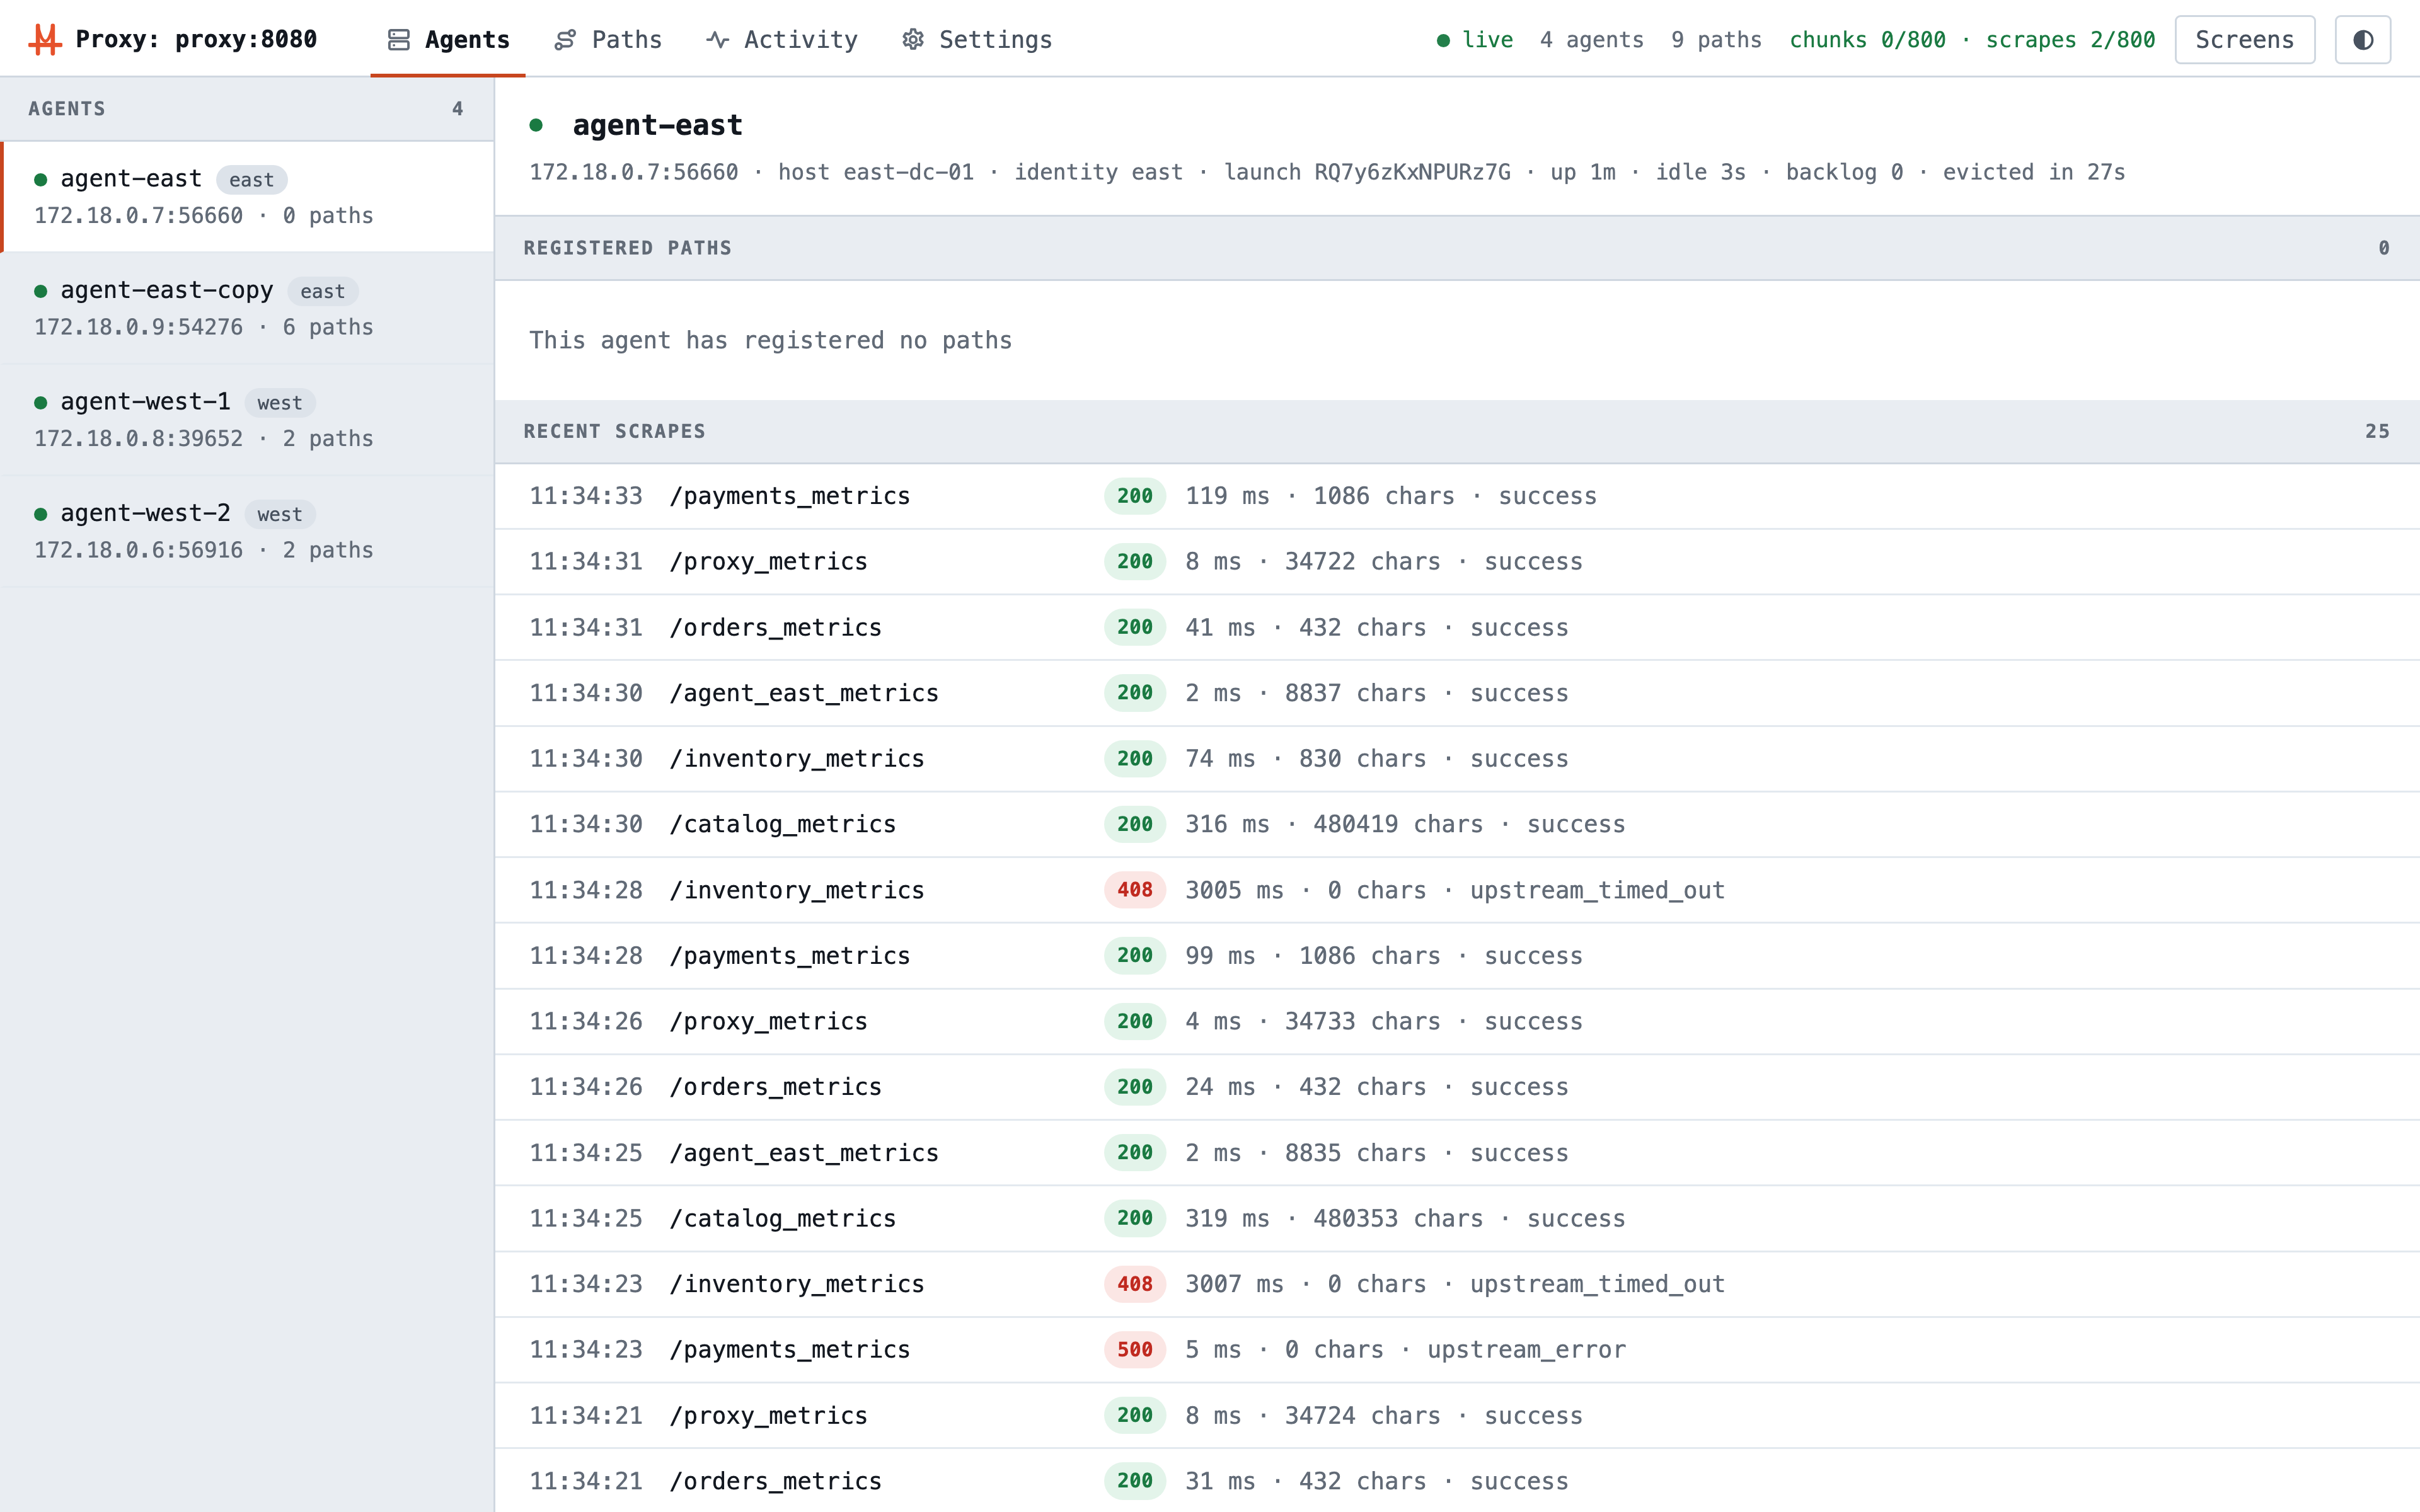 Proxy: proxy:8080 Agents Paths Activity Settings live 4 agents 9 paths chunks 0/800 · scrapes 2/800 Screens
AGENTS 4
agent-east east
172.18.0.7:56660 · 0 paths
agent-east-copy east
172.18.0.9:54276 · 6 paths
agent-west-1 west
172.18.0.8:39652 · 2 paths
agent-west-2 west
172.18.0.6:56916 · 2 paths
agent-east
172.18.0.7:56660 · host east-dc-01 · identity east · launch RQ7y6zKxNPURz7G · up 1m · idle 3s · backlog 0 · evicted in 27s
REGISTERED PATHS 0
This agent has registered no paths
RECENT SCRAPES 25
11:34:33 /payments_metrics 200 119 ms · 1086 chars · success
11:34:31 /proxy_metrics 200 8 ms · 34722 chars · success
11:34:31 /orders_metrics 200 41 ms · 432 chars · success
11:34:30 /agent_east_metrics 200 2 ms · 8837 chars · success
11:34:30 /inventory_metrics 200 74 ms · 830 chars · success
11:34:30 /catalog_metrics 200 316 ms · 480419 chars · success
11:34:28 /inventory_metrics 408 3005 ms · 0 chars · upstream_timed_out
11:34:28 /payments_metrics 200 99 ms · 1086 chars · success
11:34:26 /proxy_metrics 200 4 ms · 34733 chars · success
11:34:26 /orders_metrics 200 24 ms · 432 chars · success
11:34:25 /agent_east_metrics 200 2 ms · 8835 chars · success
11:34:25 /catalog_metrics 200 319 ms · 480353 chars · success
11:34:23 /inventory_metrics 408 3007 ms · 0 chars · upstream_timed_out
11:34:23 /payments_metrics 500 5 ms · 0 chars · upstream_error
11:34:21 /proxy_metrics 200 8 ms · 34724 chars · success
11:34:21 /orders_metrics 200 31 ms · 432 chars · success